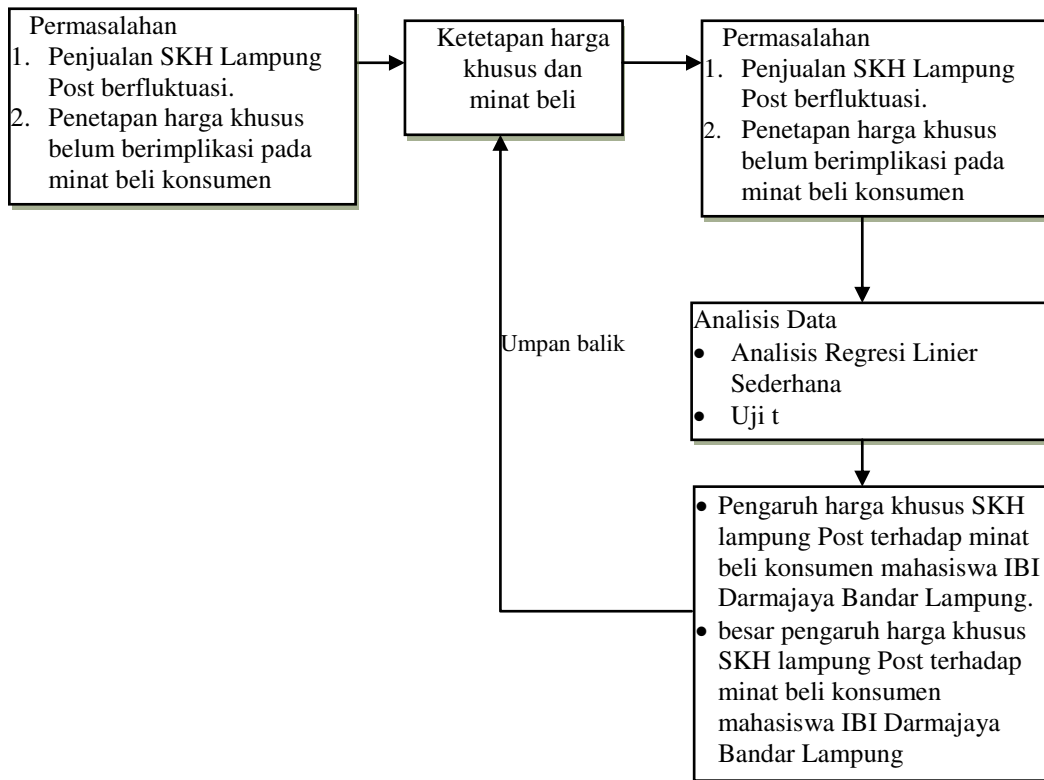 Permasalahan
1. Penjualan SKH Lampung
Post berfluktuasi.
2. Penetapan harga khusus
belum berimplikasi pada
minat beli konsumen
Ketetapan harga
khusus dan
minat beli
Permasalahan
1. Penjualan SKH Lampung
Post berfluktuasi.
2. Penetapan harga khusus
belum berimplikasi pada
minat beli konsumen
Umpan balik
Analisis Data
• Analisis Regresi Linier
Sederhana
• Uji t
• Pengaruh harga khusus SKH
lampung Post terhadap minat
beli konsumen mahasiswa IBI
Darmajaya Bandar Lampung.
• besar pengaruh harga khusus
SKH lampung Post terhadap
minat beli konsumen
mahasiswa IBI Darmajaya
Bandar Lampung